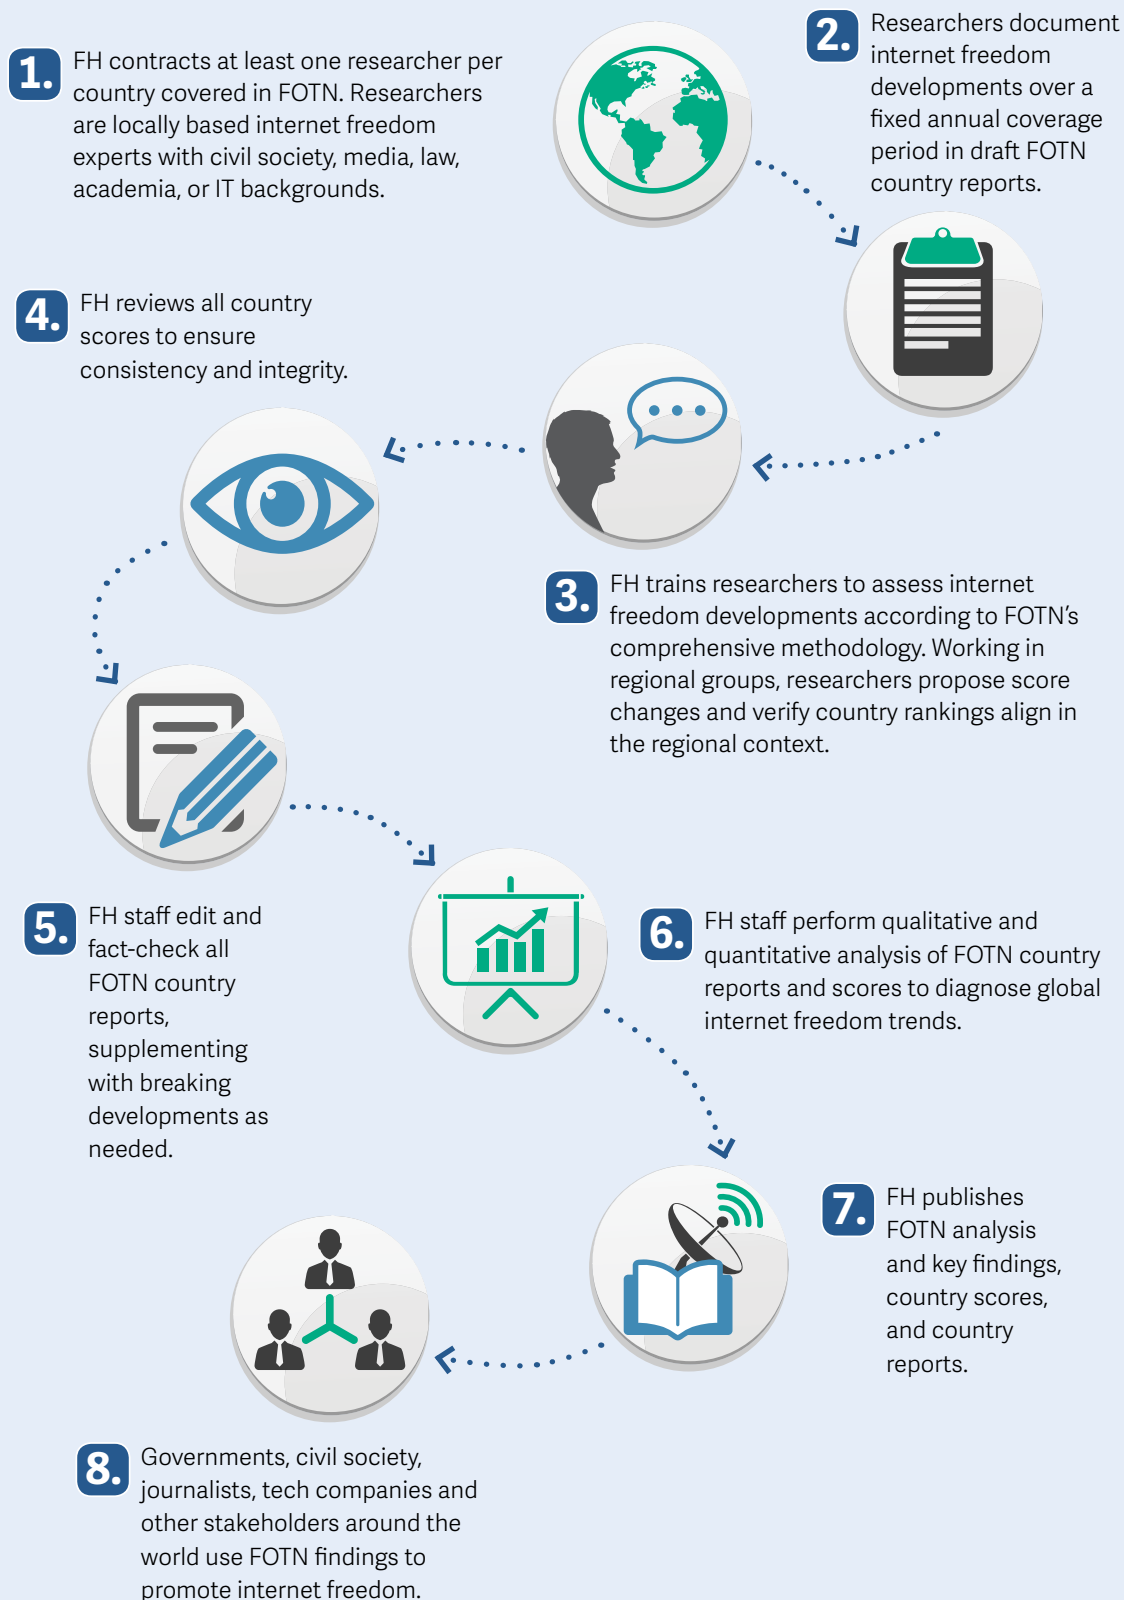 1.
FH contracts at least one researcher per
country covered in FOTN. Researchers
are locally based internet freedom
experts with civil society, media, law,
academia, or IT backgrounds.
2.
Researchers document
internet freedom
developments over a
fixed annual coverage
period in draft FOTN
country reports.
3.
FH trains researchers to assess internet
freedom developments according to FOTN’s
comprehensive methodology. Working in
regional groups, researchers propose score
changes and verify country rankings align in
the regional context.
4.
FH reviews all country
scores to ensure
consistency and integrity.
5.
FH staff edit and
fact-check all
FOTN country
reports,
supplementing
with breaking
developments as
needed.
6.
FH staff perform qualitative and
quantitative analysis of FOTN country
reports and scores to diagnose global
internet freedom trends.
7.
FH publishes
FOTN analysis
and key findings,
country scores,
and country
reports.
8.
Governments, civil society,
journalists, tech companies and
other stakeholders around the
world use FOTN findings to
promote internet freedom.